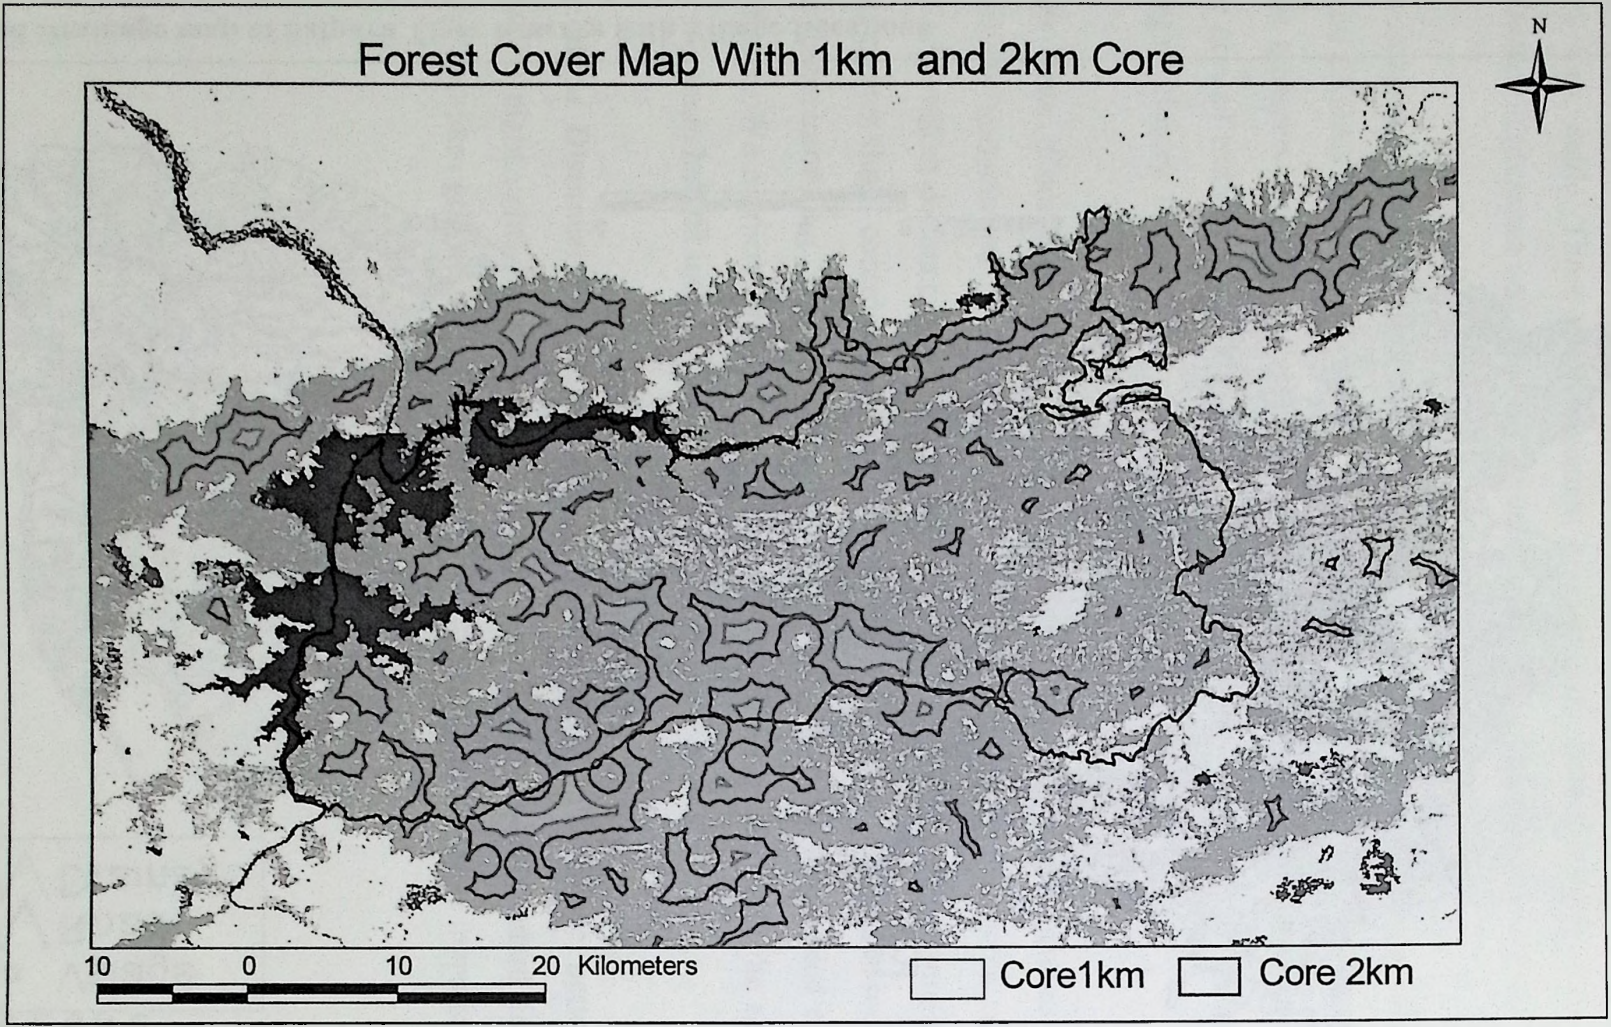 N
Forest Cover Map With 1km and 2km Core
10 0 10 20 Kilometers
Core1km Core 2km